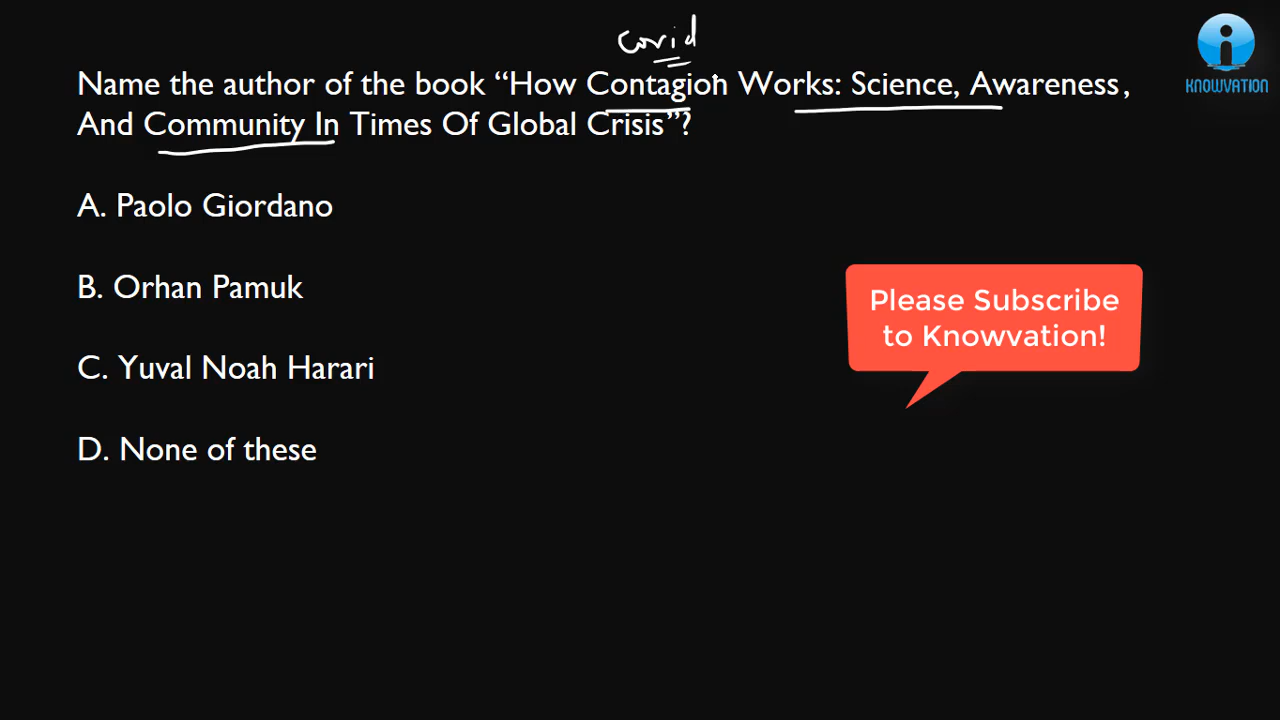 Covid
KNOWVATION
Name the author of the book “How Contagion Works: Science, Awareness,
And Community In Times Of Global Crisis”?
A. Paolo Giordano
B. Orhan Pamuk
Please Subscribe
to Knowvation!
C. Yuval Noah Harari
D. None of these